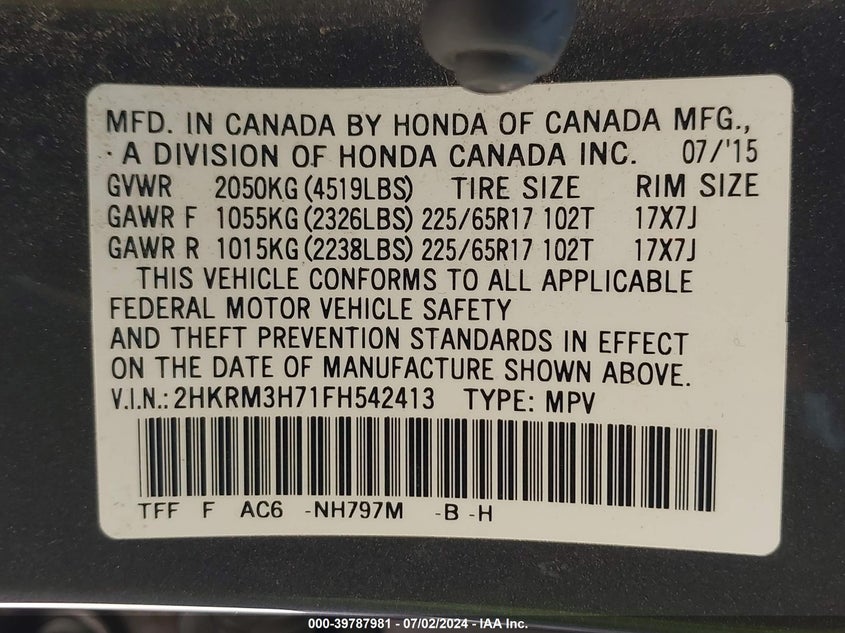 MFD. IN CANADA BY HONDA OF CANADA MFG.,
A DIVISION OF HONDA CANADA INC. 07/'15
GVWR 2050KG (4519LBS) TIRE SIZE RIM SIZE
GAWR F 1055KG (2326LBS) 225/65R17 102T 17X7J
GAWR R 1015KG (2238LBS) 225/65R17 102T 17X7J
THIS VEHICLE CONFORMS TO ALL APPLICABLE
FEDERAL MOTOR VEHICLE SAFETY
AND THEFT PREVENTION STANDARDS IN EFFECT
ON THE DATE OF MANUFACTURE SHOWN ABOVE.
V.I.N.: 2HKRM3H71FH542413 TYPE: MPV
TFF F AC6 -NH797M -B -H
000-39787981 - 07/02/2024 - IAA Inc.